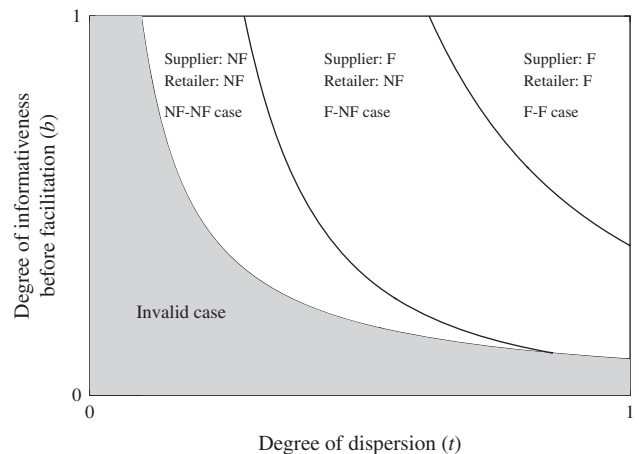 1
Supplier: NF
Retailer: NF
NF-NF case
Supplier: F
Retailer: NF
F-NF case
Supplier: F
Retailer: F
F-F case
Degree of informativeness
before facilitation (b)
Invalid case
0
0
1
Degree of dispersion (t)